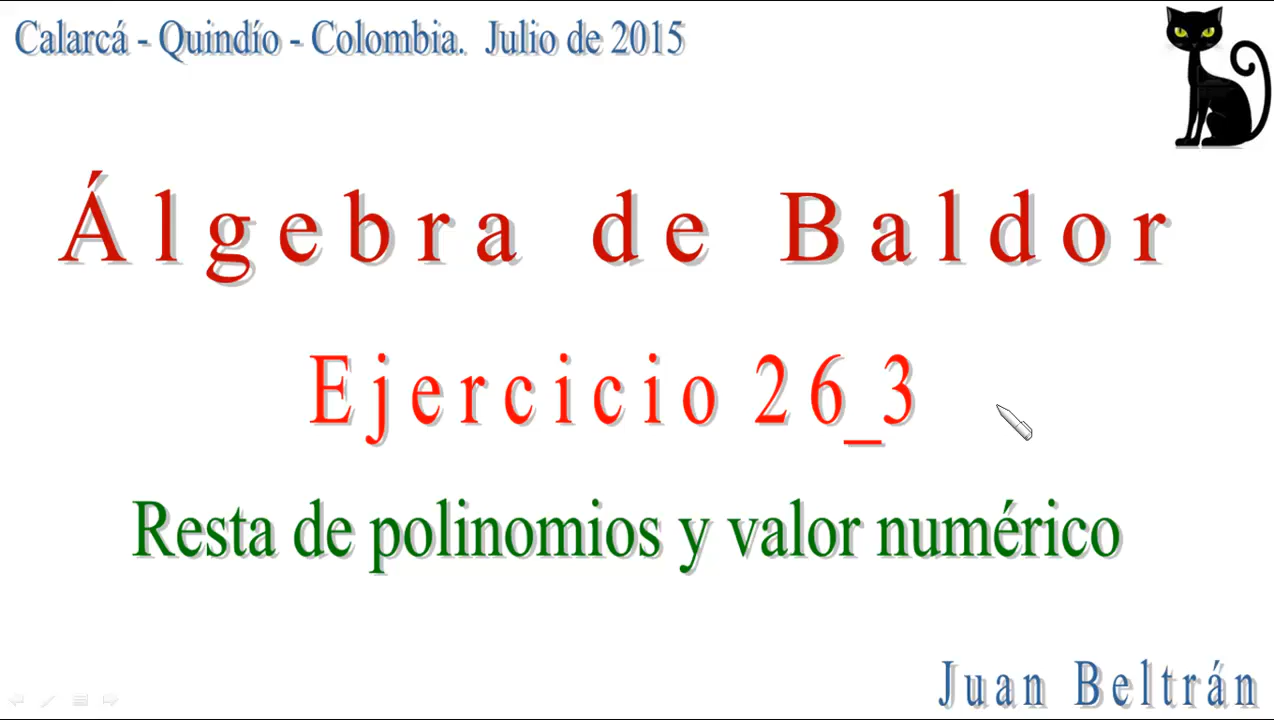 Calarcá - Quindío - Colombia. Julio de 2015
Álgebra de Baldor
Ejercicio 26_3
Resta de polinomios y valor numérico
Juan Beltrán